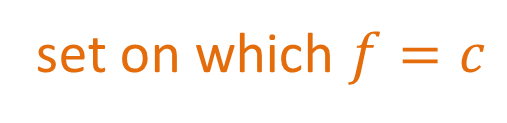 set on which f = c